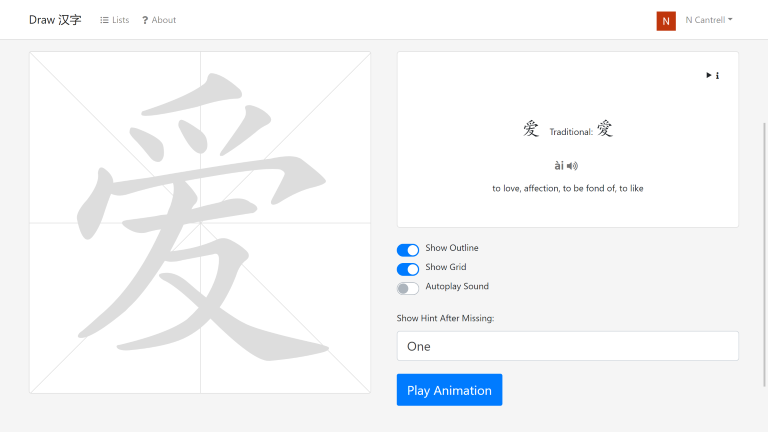 Draw 汉字
Lists
? About
N
N Cantrell
爱
爱 Traditional: 愛
ài
to love, affection, to be fond of, to like
Show Outline
Show Grid
Autoplay Sound
Show Hint After Missing:
One
Play Animation